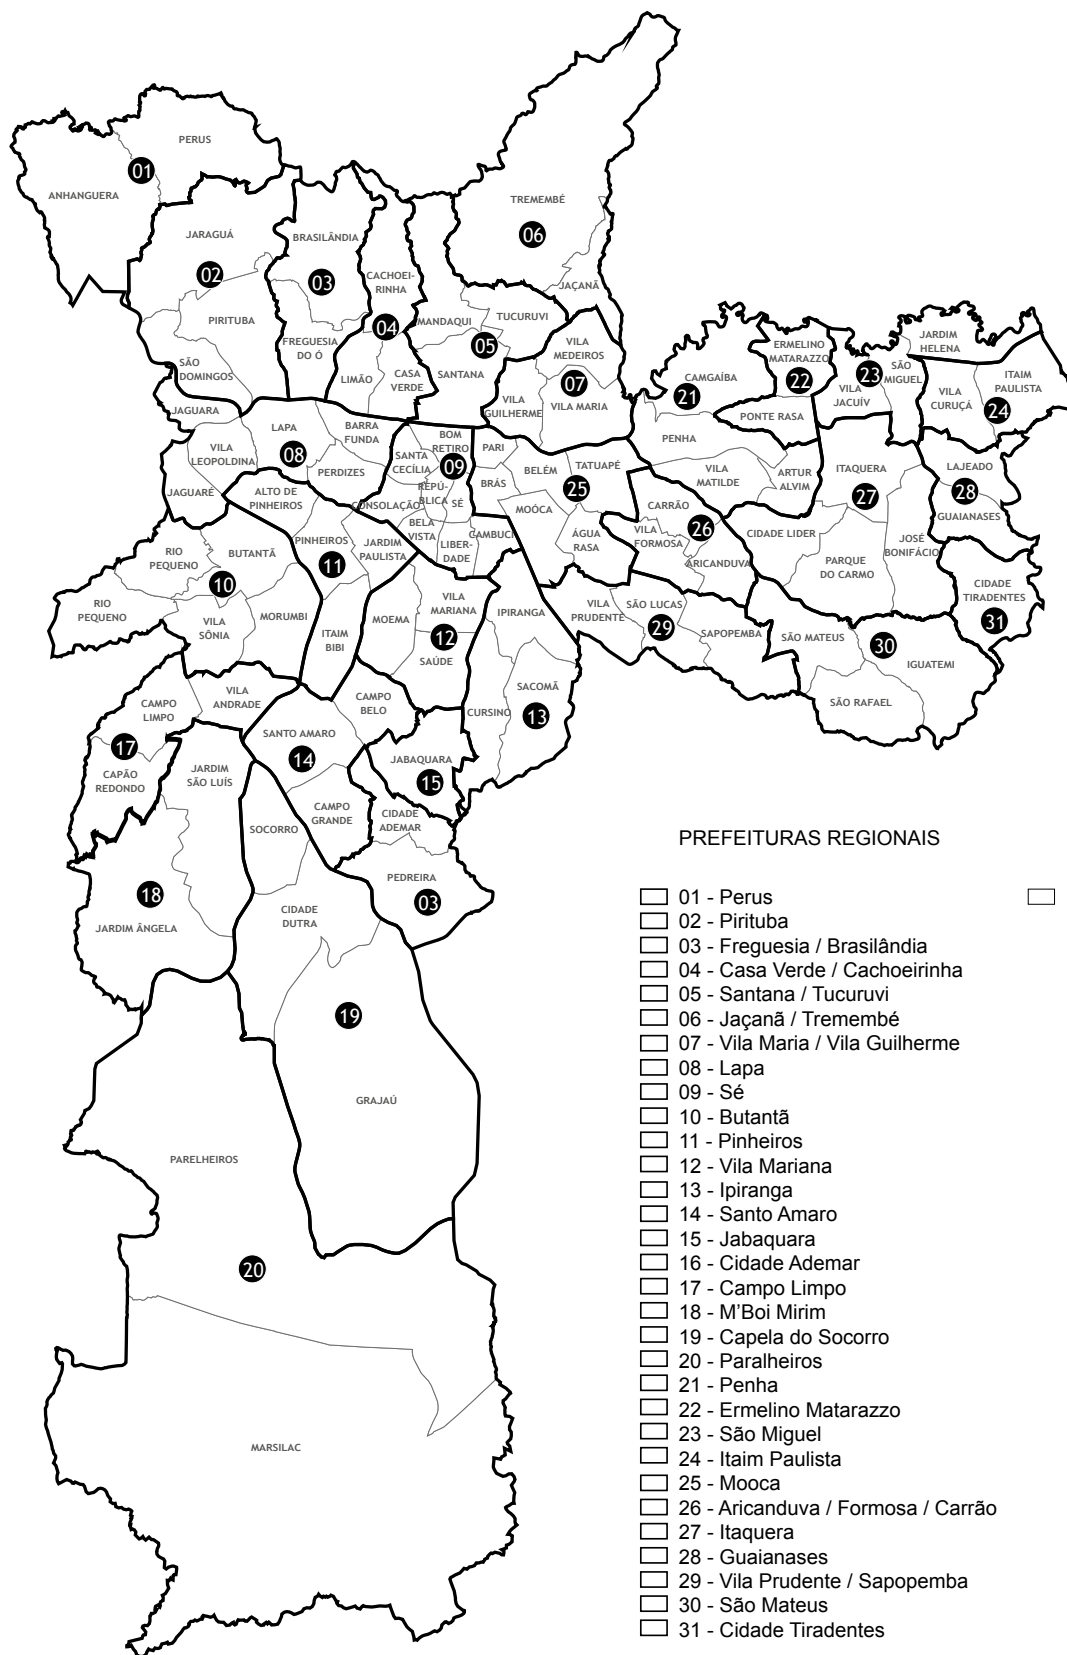 PERUS
01
ANHANGUERA
TREMEMBÉ
06
JAÇANÃ
JARAGUÁ
02
PIRITUBA
SÃO
DOMINGOS
BRASILÂNDIA
03
FREGUESIA
DO Ó
CACHOEI-
RINHA
04
LIMÃO
CASA
VERDE
MANDAQUI
TUCURUVI
05
SANTANA
VILA
MEDEIROS
07
VILA
GUILHERME
VILA MARIA
CAMGAÍBA
21
PENHA
VILA
MATILDE
ARTUR
ALVIM
ERMELINO
MATARAZZO
22
PONTE RASA
JARDIM
HELENA
23
SÃO
MIGUEL
VILA
JACUÍV
VILA
CURUÇÁ
ITAIM
PAULISTA
24
JAGUARA
LAPA
08
BARRA
FUNDA
VILA
LEOPOLDINA
PERDIZES
JAGUARÉ
BOM
RETIRO
SANTA
CECÍLIA
09
REPÚ-
BLICA
SÉ
CONSOLAÇÃO
BELA
VISTA
LIBER-
DADE
CAMBUCI
PARI
BELÉM
TATUAPÉ
BRÁS
25
MOÓCA
ÁGUA
RASA
CARRÃO
26
VILA
FORMOSA
ARICANDUVA
ITAQUERA
27
CIDADE LIDER
PARQUE
DO CARMO
JOSÉ
BONIFÁCIO
LAJEADO
28
GUAIANASES
CIDADE
TIRADENTES
31
ALTO DE
PINHEIROS
PINHEIROS
11
JARDIM
PAULISTA
ITAIM
BIBI
RIO
PEQUENO
BUTANTÃ
10
RIO
PEQUENO
VILA
SÔNIA
MORUMBI
MOEMA
VILA
MARIANA
12
SAÚDE
IPIRANGA
SACOMÃ
CURSINO
13
VILA
PRUDENTE
SÃO LUCAS
29
SAPOPEMBA
SÃO MATEUS
30
IGUATEMI
SÃO RAFAEL
CAMPO
LIMPO
VILA
ANDRADE
17
CAPÃO
REDONDO
JARDIM
SÃO LUÍS
18
JARDIM ÂNGELA
SANTO AMARO
14
CAMPO
BELO
CAMPO
GRANDE
JABAQUARA
15
CIDADE
ADEMAR
PEDREIRA
03
SOCORRO
CIDADE
DUTRA
19
GRAJAÚ
PARELHEIROS
20
MARSILAC
PREFEITURAS REGIONAIS
01 - Perus
02 - Pirituba
03 - Freguesia / Brasilândia
04 - Casa Verde / Cachoeirinha
05 - Santana / Tucuruvi
06 - Jaçanã / Tremembé
07 - Vila Maria / Vila Guilherme
08 - Lapa
09 - Sé
10 - Butantã
11 - Pinheiros
12 - Vila Mariana
13 - Ipiranga
14 - Santo Amaro
15 - Jabaquara
16 - Cidade Ademar
17 - Campo Limpo
18 - M'Boi Mirim
19 - Capela do Socorro
20 - Paralheiros
21 - Penha
22 - Ermelino Matarazzo
23 - São Miguel
24 - Itaim Paulista
25 - Mooca
26 - Aricanduva / Formosa / Carrão
27 - Itaquera
28 - Guaianases
29 - Vila Prudente / Sapopemba
30 - São Mateus
31 - Cidade Tiradentes